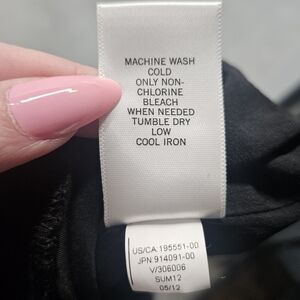 MACHINE WASH
COLD
ONLY NON-
CHLORINE
BLEACH
WHEN NEEDED
TUMBLE DRY
LOW
COOL IRON
US/CA: 195551-00
JPN 914091-00
V/306006
SUM12
05/12